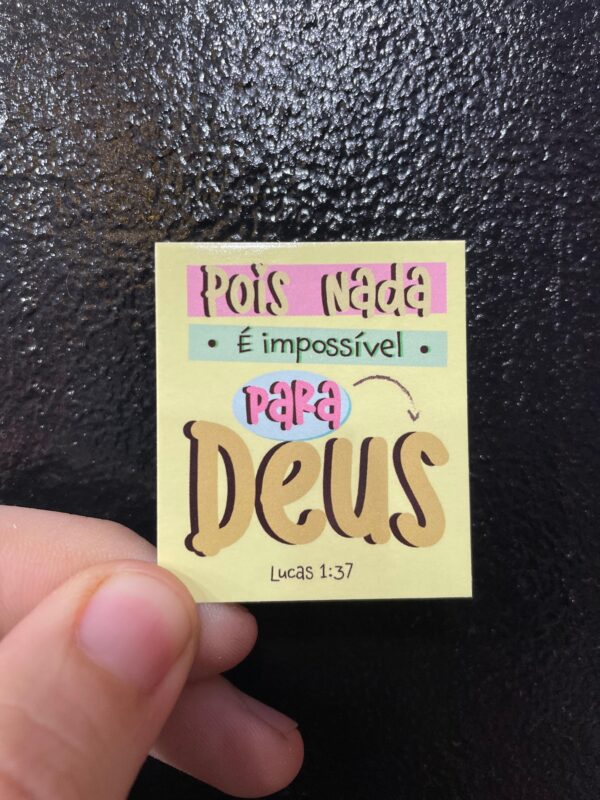 Pois Nada
• É impossível •
PaRa
Deus
Lucas 1:37